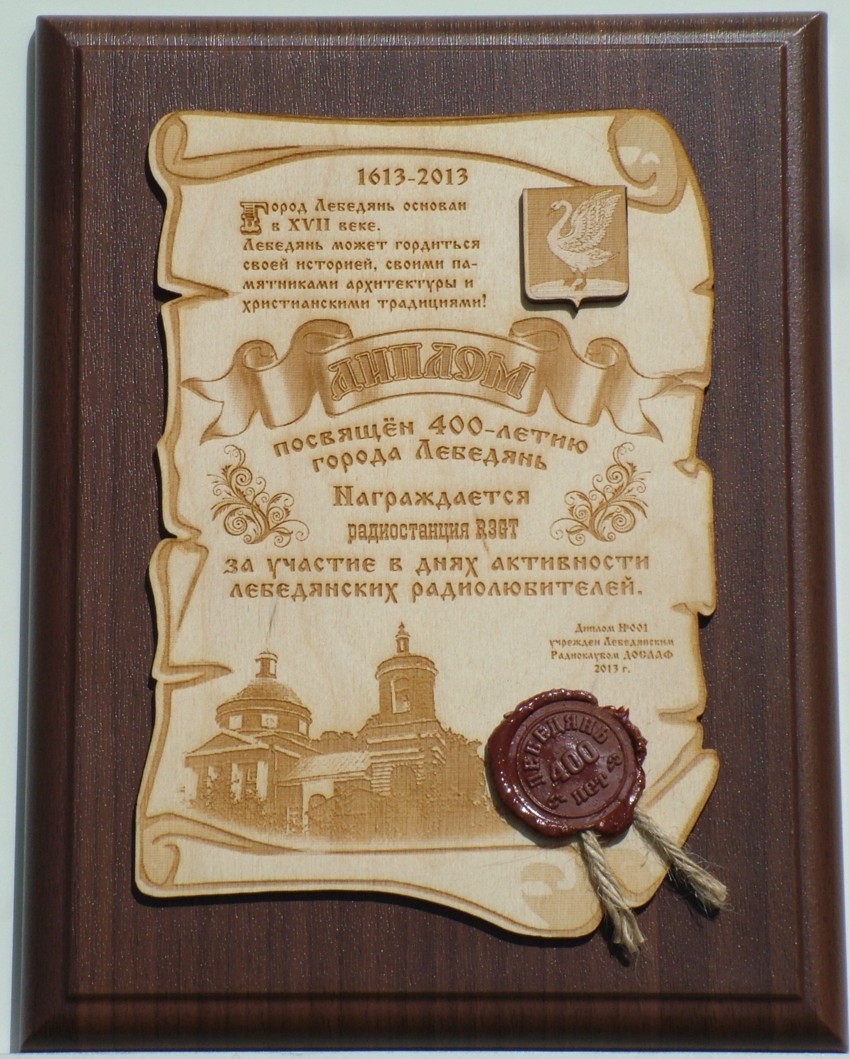 1613-2013
Город Лебедянь основан
в XVII веке.
Лебедянь может гордиться
своей историей, своими па-
мятниками архитектуры и
христианскими традициями!
ДИПЛОМ
посвящён 400-летию
города Лебедянь
Награждается
радиостанция R3GT
за участие в днях активности
лебедянских радиолюбителей.
Диплом №001
учрежден Лебедянским
Радиоклубом ДОСААФ
2013 г.
ЛЕБЕДЯНЬ
400
ЛЕТ